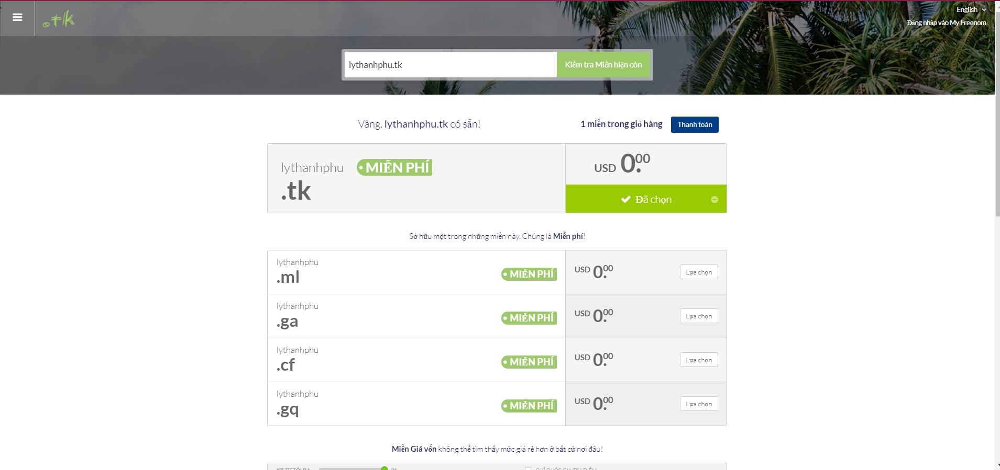 .tk
English
Đăng nhập vào My Freenom
lythanhphu.tk
Kiểm tra Miền hiện còn
Vâng. lythanhphu.tk có sẵn!
1 miền trong giỏ hàng
Thanh toán
lythanhphu
MIỄN PHÍ
.tk
USD 0.00
Đã chọn
Sở hữu một trong những miền này. Chúng là Miễn phí!
lythanhphu
.ml
MIỄN PHÍ
USD 0.00
Lựa chọn
lythanhphu
.ga
MIỄN PHÍ
USD 0.00
Lựa chọn
lythanhphu
.cf
MIỄN PHÍ
USD 0.00
Lựa chọn
lythanhphu
.gq
MIỄN PHÍ
USD 0.00
Lựa chọn
Miền Giá vốn không thể tìm thấy mức giá rẻ hơn ở bất cứ nơi đâu!